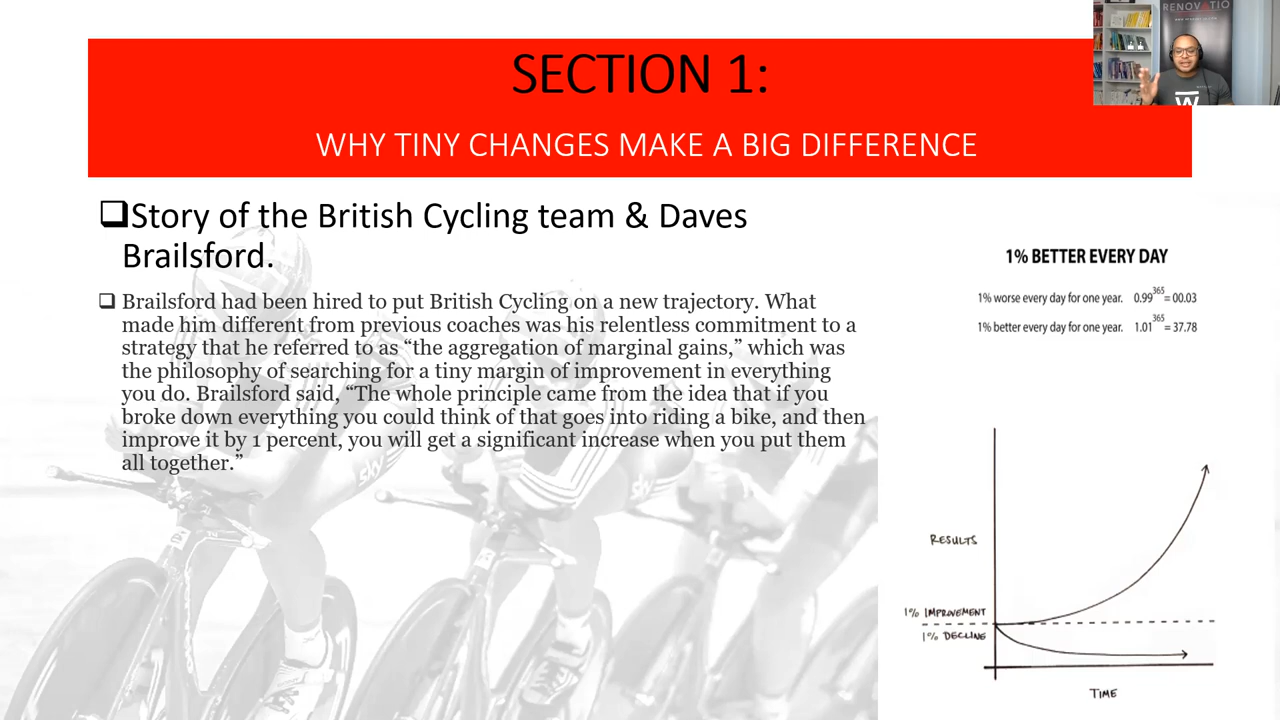 RENOVATIO
SECTION 1:
WHY TINY CHANGES MAKE A BIG DIFFERENCE
W
Story of the British Cycling team & Daves
Brailsford.
Brailsford had been hired to put British Cycling on a new trajectory. What
made him different from previous coaches was his relentless commitment to a
strategy that he referred to as “the aggregation of marginal gains,” which was
the philosophy of searching for a tiny margin of improvement in everything
you do. Brailsford said, “The whole principle came from the idea that if you
broke down everything you could think of that goes into riding a bike, and then
improve it by 1 percent, you will get a significant increase when you put them
all together.”
sky
sky
1% BETTER EVERY DAY
1% worse every day for one year. 0.99^365 = 00.03
1% better every day for one year. 1.01^365 = 37.78
RESULTS
1% IMPROVEMENT
1% DECLINE
TIME